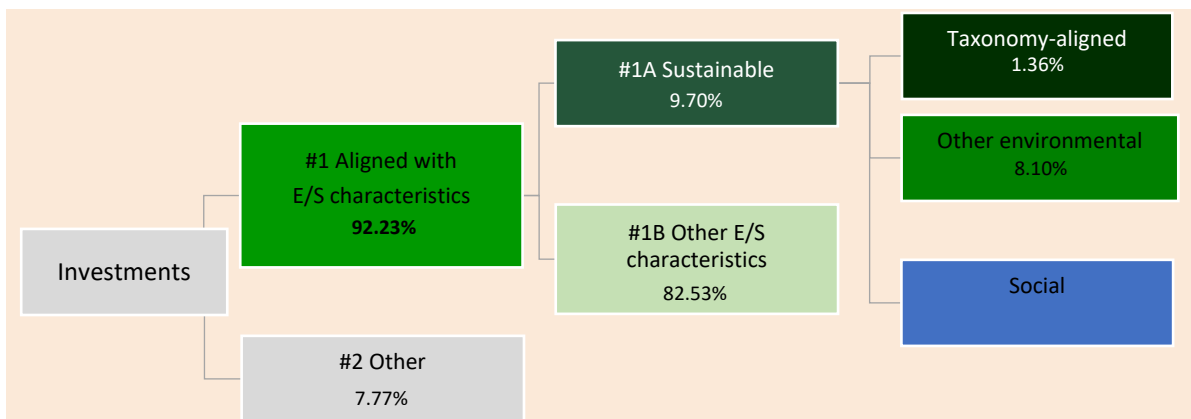 Investments
#1 Aligned with
E/S characteristics
92.23%
#2 Other
7.77%
#1A Sustainable
9.70%
#1B Other E/S
characteristics
82.53%
Taxonomy-aligned
1.36%
Other environmental
8.10%
Social